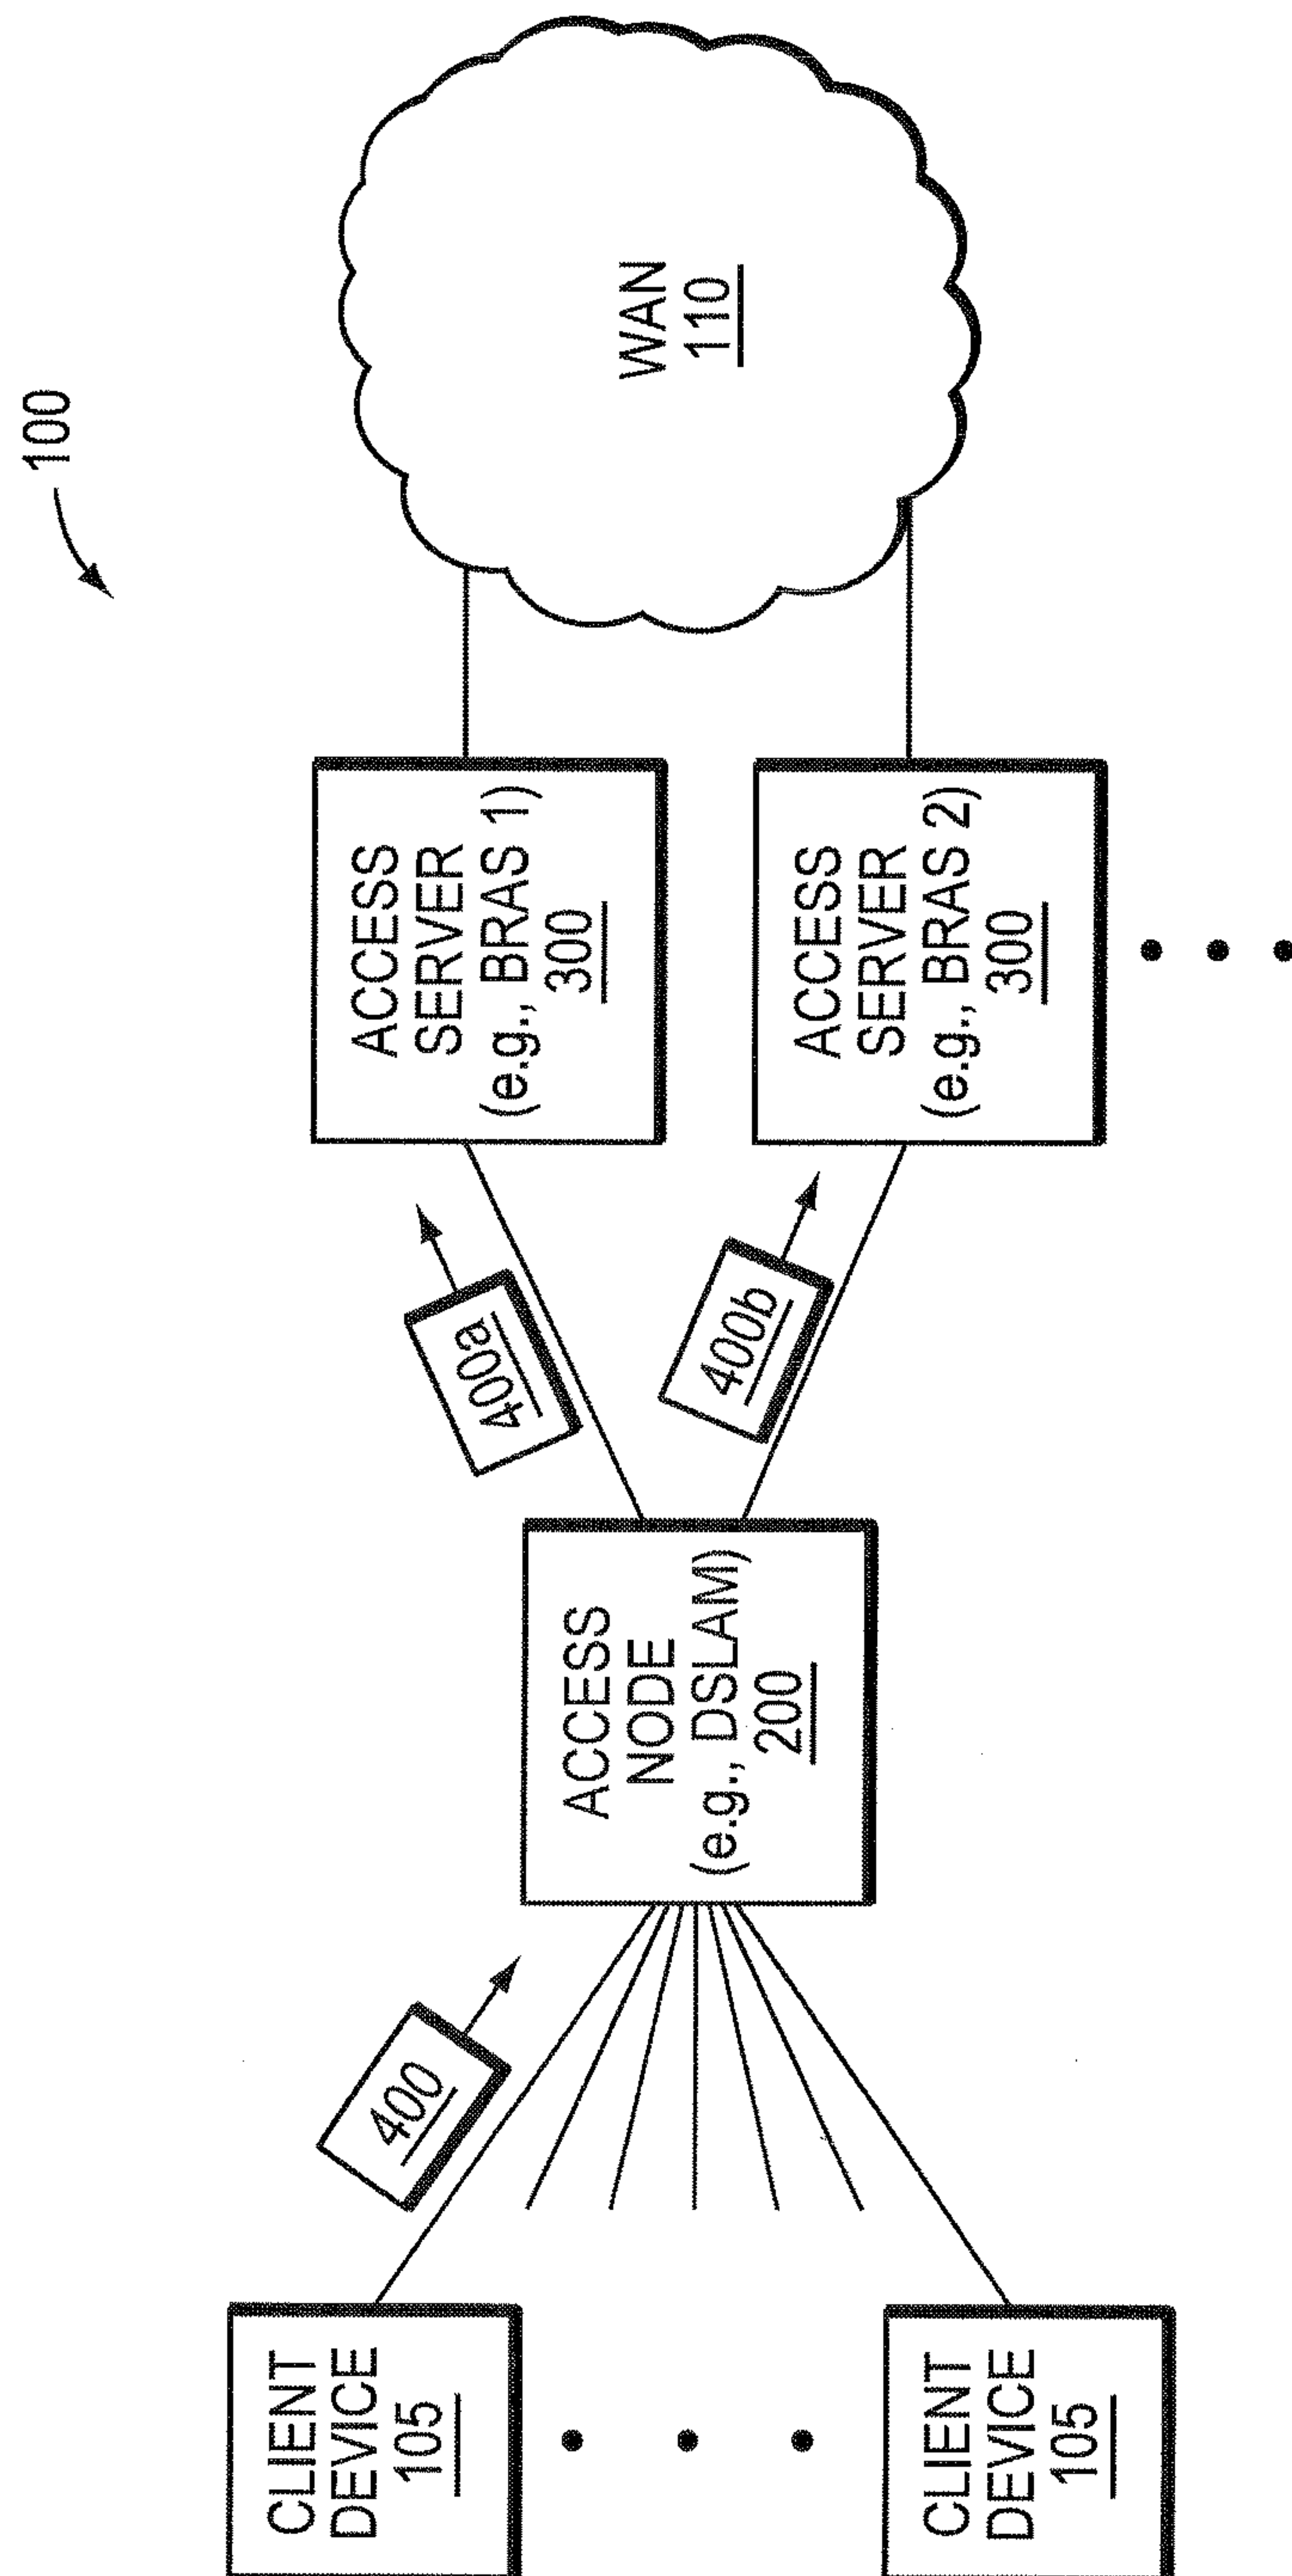 100
CLIENT
DEVICE
105
CLIENT
DEVICE
105
400
ACCESS
NODE
(e.g., DSLAM)
200
400a
400b
ACCESS
SERVER
(e.g., BRAS 1)
300
ACCESS
SERVER
(e.g., BRAS 2)
300
WAN
110